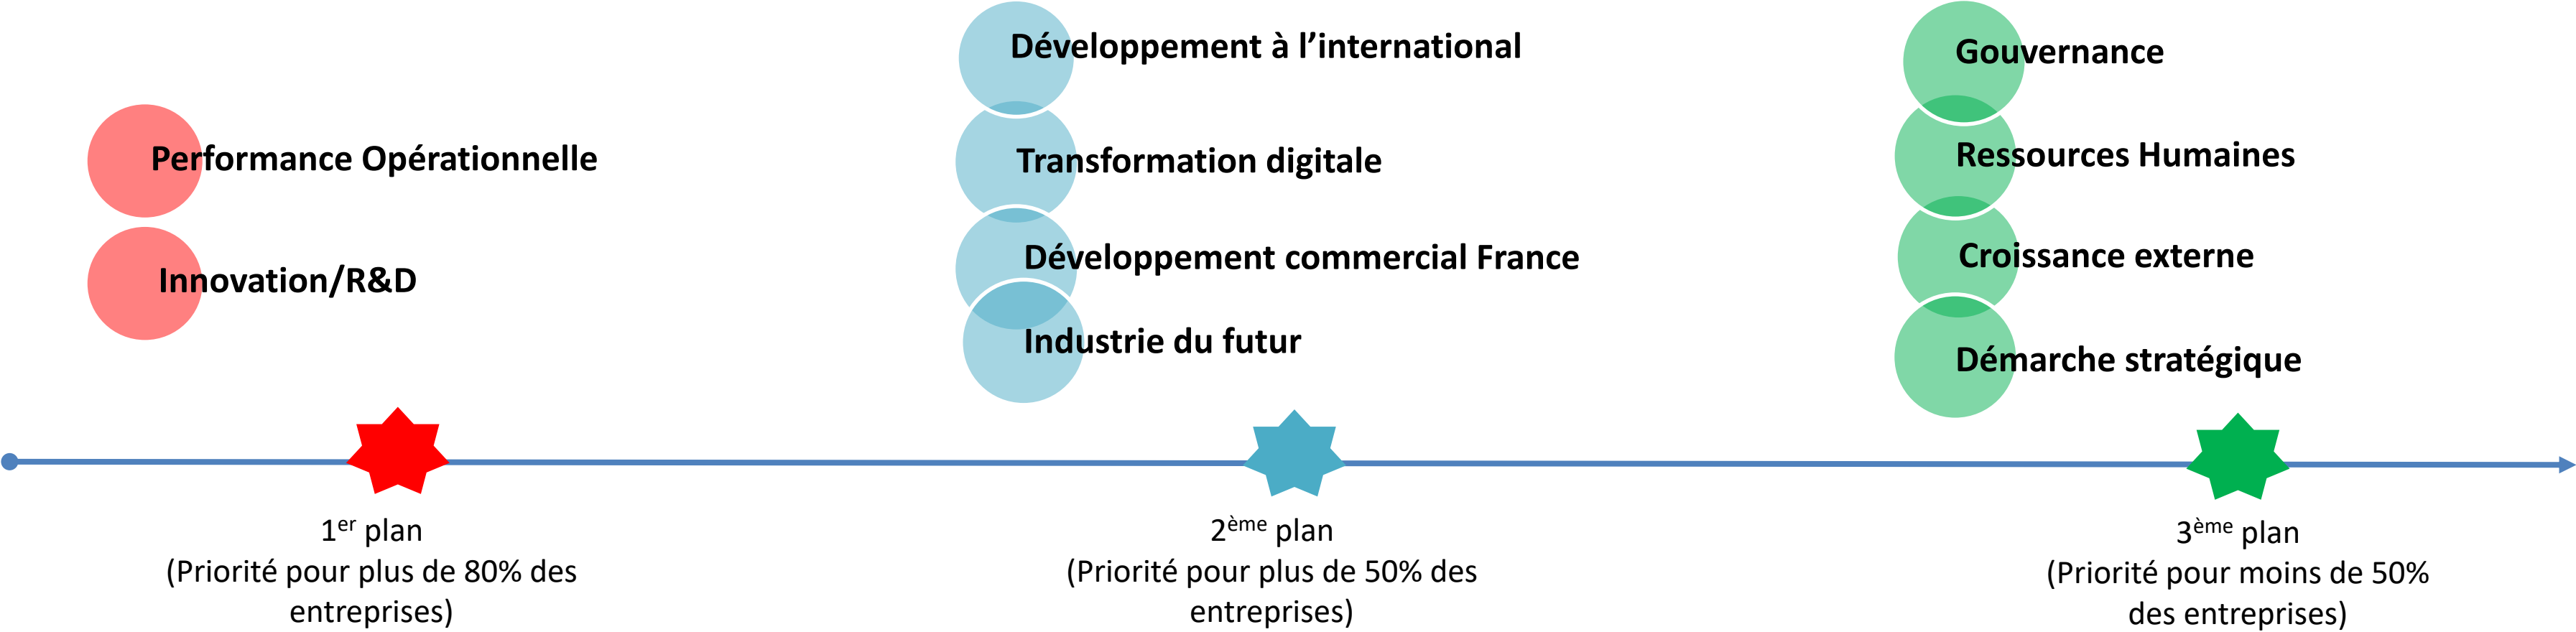 Performance Opérationnelle
Innovation/R&D
Développement à l’international
Transformation digitale
Développement commercial France
Industrie du futur
Gouvernance
Ressources Humaines
Croissance externe
Démarche stratégique
1er plan
(Priorité pour plus de 80% des
entreprises)
2ème plan
(Priorité pour plus de 50% des
entreprises)
3ème plan
(Priorité pour moins de 50%
des entreprises)